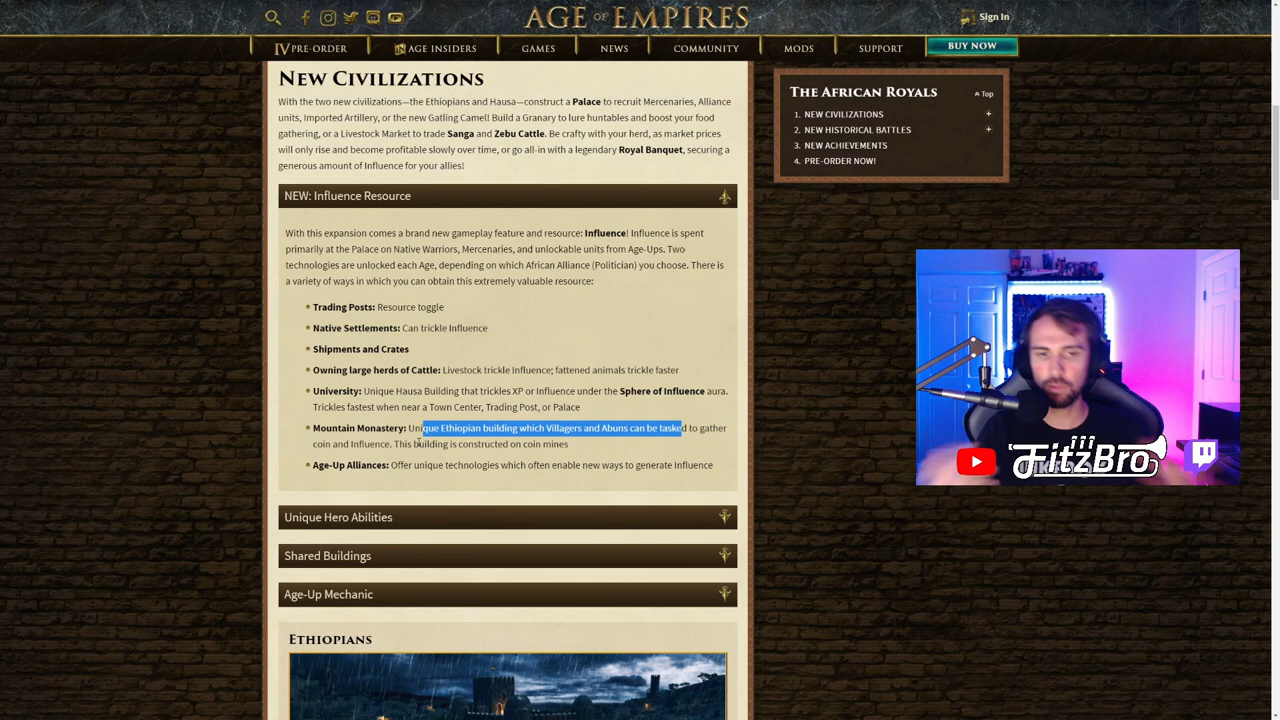 AGE OF EMPIRES
Sign In
IV PRE-ORDER
AGE INSIDERS
GAMES
NEWS
COMMUNITY
MODS
SUPPORT
BUY NOW
NEW CIVILIZATIONS
With the two new civilizations—the Ethiopians and Hausa—construct a Palace to recruit Mercenaries, Alliance
units, Imported Artillery, or the new Gatling Camel! Build a Granary to lure huntables and boost your food
gathering, or a Livestock Market to trade Sanga and Zebu Cattle. Be crafty with your herd, as market prices
will only rise and become profitable slowly over time, or go all-in with a legendary Royal Banquet, securing a
generous amount of Influence for your allies!
NEW: Influence Resource
With this expansion comes a brand new gameplay feature and resource: Influence! Influence is spent
primarily at the Palace on Native Warriors, Mercenaries, and unlockable units from Age-Ups. Two
technologies are unlocked each Age, depending on which African Alliance (Politician) you choose. There is
a variety of ways in which you can obtain this extremely valuable resource:
Trading Posts: Resource toggle
Native Settlements: Can trickle Influence
Shipments and Crates
Owning large herds of Cattle: Livestock trickle Influence; fattened animals trickle faster
University: Unique Hausa Building that trickles XP or Influence under the Sphere of Influence aura.
Trickles fastest when near a Town Center, Trading Post, or Palace
Mountain Monastery: Unique Ethiopian building which Villagers and Abuns can be tasked to gather
coin and Influence. This building is constructed on coin mines
Age-Up Alliances: Offer unique technologies which often enable new ways to generate Influence
Unique Hero Abilities
Shared Buildings
Age-Up Mechanic
ETHIOPIANS
THE AFRICAN ROYALS
Top
1. NEW CIVILIZATIONS +
2. NEW HISTORICAL BATTLES +
3. NEW ACHIEVEMENTS
4. PRE-ORDER NOW!
FitzBro